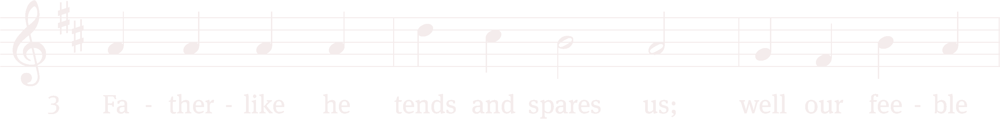 3 Fa - ther - like he tends and spares us; well our fee - ble